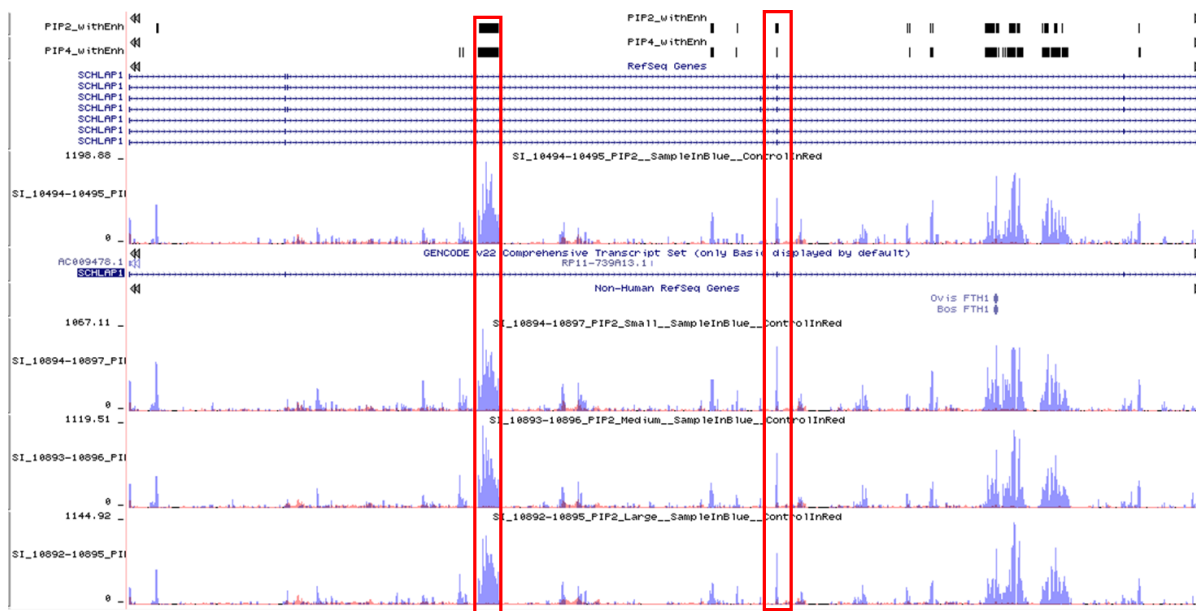 PIP2_withEnh
PIP2_withEnh
PIP4_withEnh
PIP4_withEnh
RefSeq Genes
SCHLAP1
SCHLAP1
SCHLAP1
SCHLAP1
SCHLAP1
SCHLAP1
SCHLAP1
1198.88 _
SI_10494-10495_PIP2__SampleInBlue__ControlInRed
SI_10494-10495_PI
0 _
GENCODE v22 Comprehensive Transcript Set (only Basic displayed by default)
AC009478.1
RP11-739A13.1
SCHLAP1
Non-Human RefSeq Genes
Ovis FTH1
Bos FTH1
1067.11 _
SI_10894-10897_PIP2_Small__SampleInBlue__ControlInRed
SI_10894-10897_PI
0 _
1119.51 _
SI_10893-10896_PIP2_Medium__SampleInBlue__ControlInRed
SI_10893-10896_PI
0 _
1144.92 _
SI_10892-10895_PIP2_Large__SampleInBlue__ControlInRed
SI_10892-10895_PI
0 _